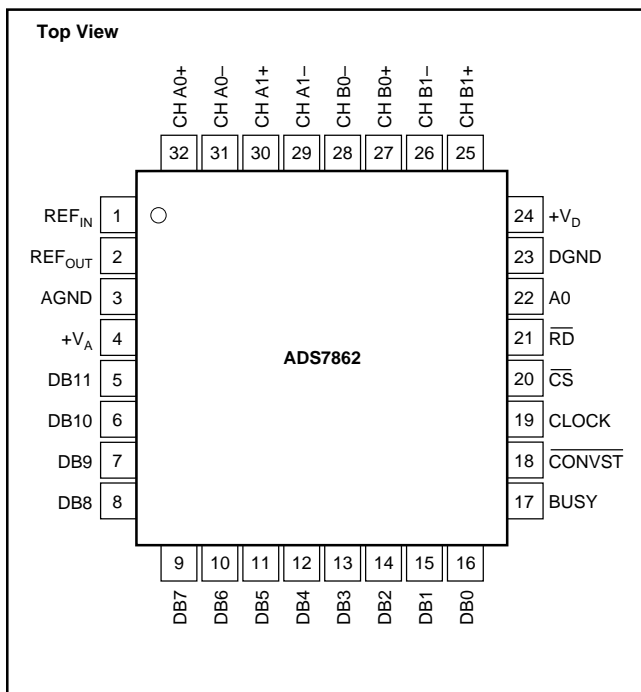 Top View
CH A0+
CH A0–
CH A1+
CH A1–
CH B0–
CH B0+
CH B1–
CH B1+
32 31 30 29 28 27 26 25
REF_IN 1
REF_OUT 2
AGND 3
+V_A 4
DB11 5
DB10 6
DB9 7
DB8 8
ADS7862
24 +V_D
23 DGND
22 A0
21 R̅D̅
20 C̅S̅
19 CLOCK
18 C̅O̅N̅V̅S̅T̅
17 BUSY
9 10 11 12 13 14 15 16
DB7
DB6
DB5
DB4
DB3
DB2
DB1
DB0